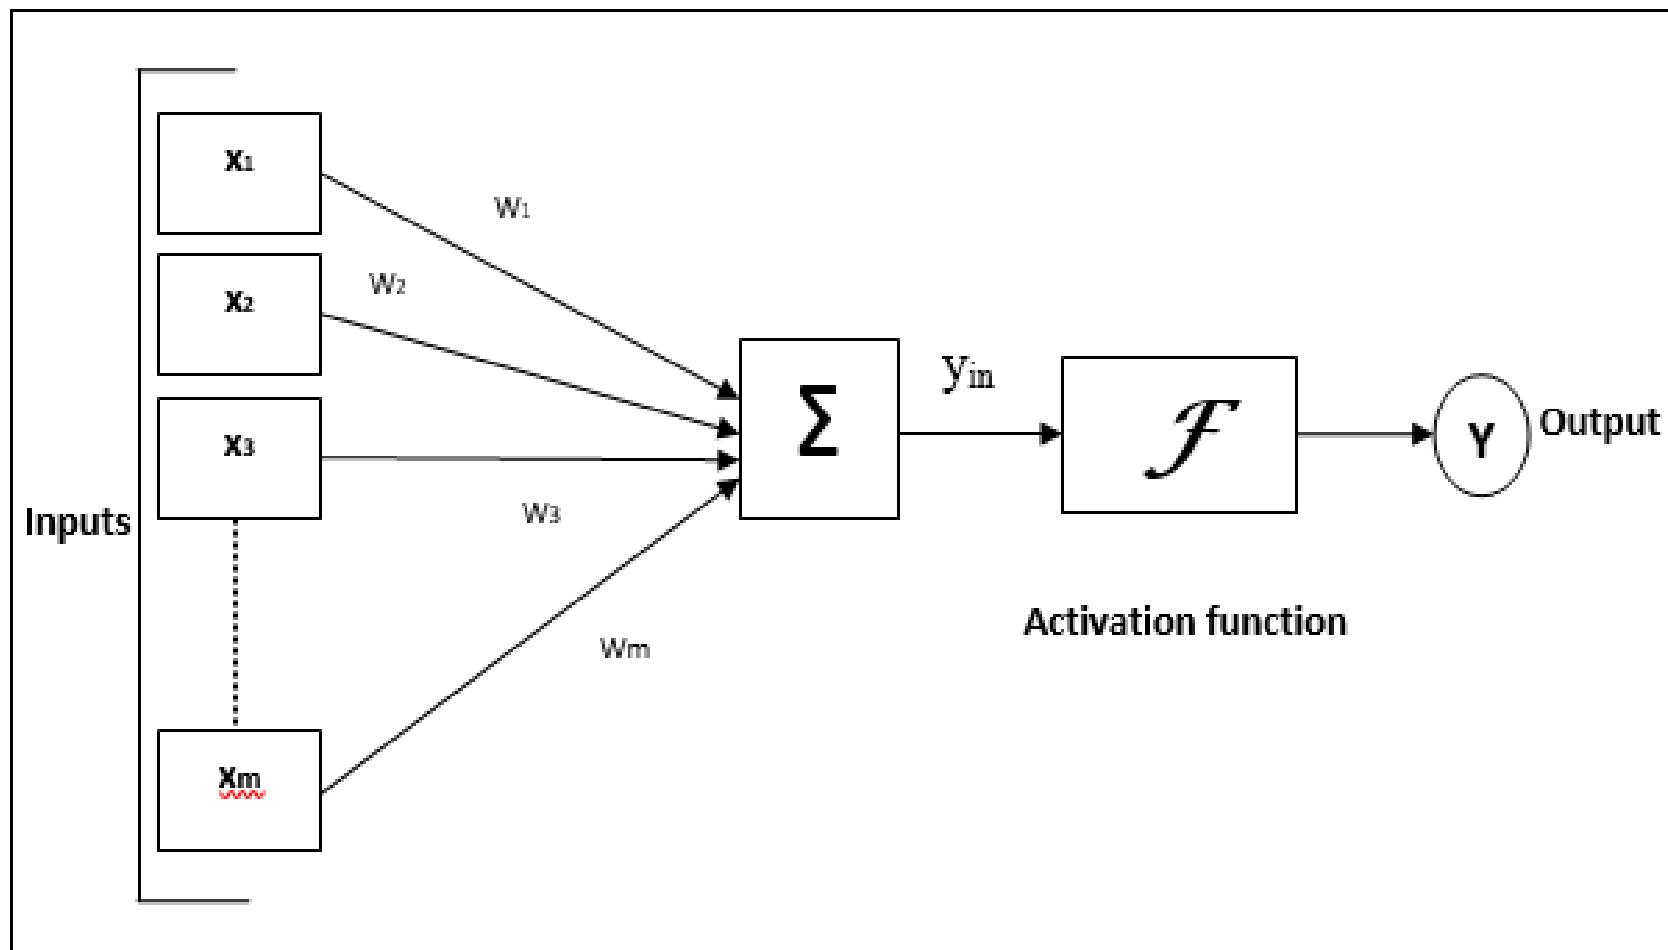 X1
W1
X2
W2
X3
W3
Inputs
Xm
Wm
Σ
yin
ℱ
Y
Output
Activation function